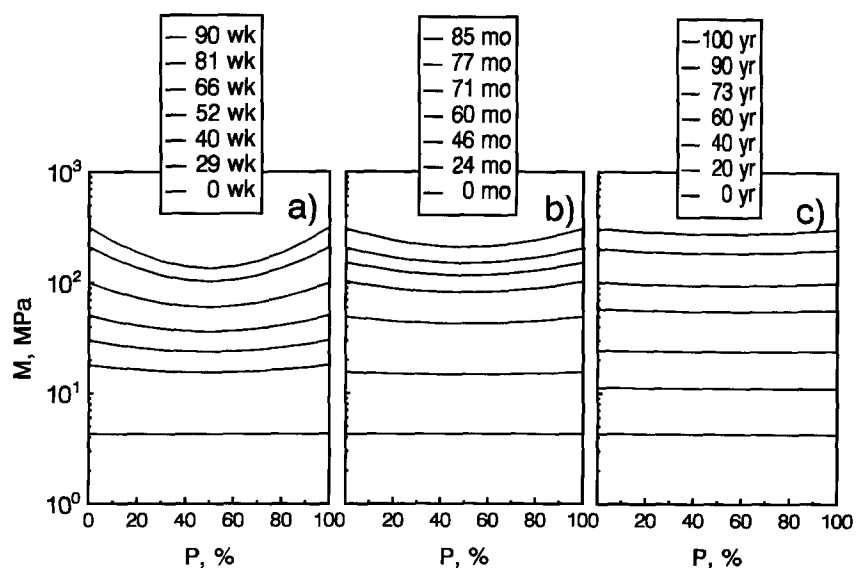 — 90 wk
— 81 wk
— 66 wk
— 52 wk
— 40 wk
— 29 wk
— 0 wk
— 85 mo
— 77 mo
— 71 mo
— 60 mo
— 46 mo
— 24 mo
— 0 mo
—100 yr
— 90 yr
— 73 yr
— 60 yr
— 40 yr
— 20 yr
— 0 yr
a)
b)
c)
M, MPa
10³
10²
10¹
10⁰
0 20 40 60 80 100
20 40 60 80 100
20 40 60 80 100
P, %
P, %
P, %